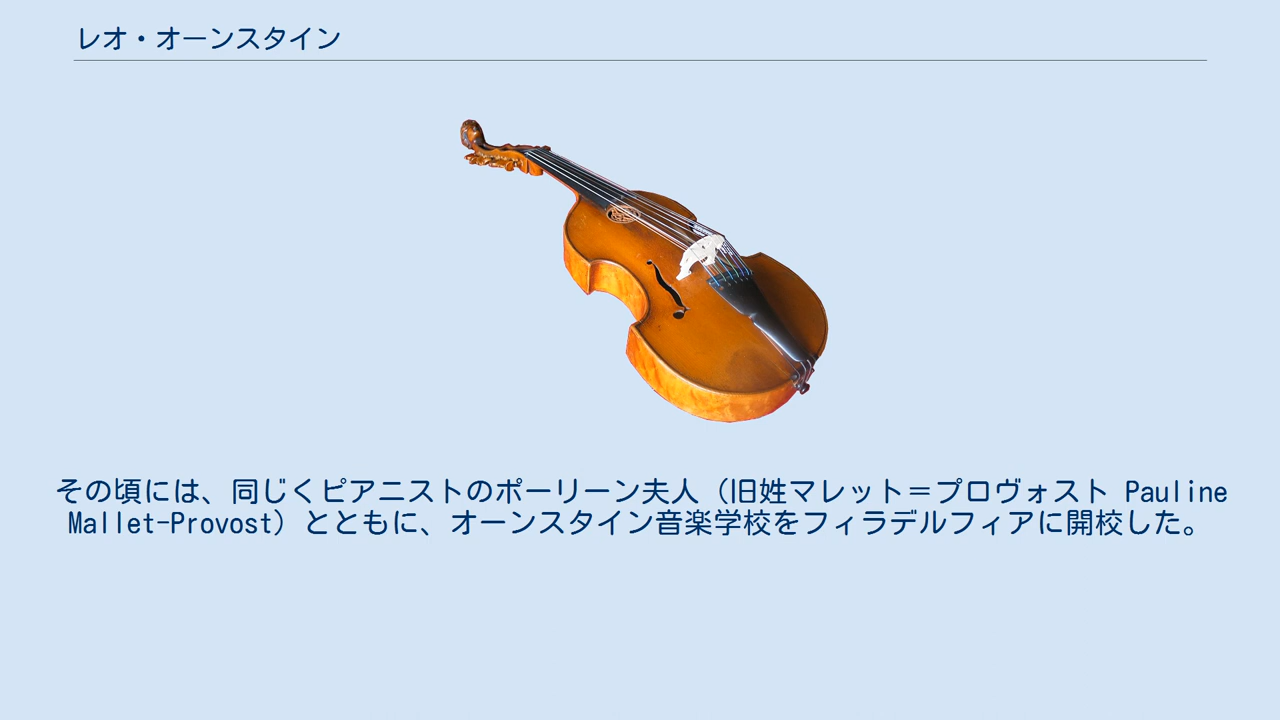 レオ・オーンスタイン
その頃には、同じくピアニストのポーリーン夫人（旧姓マレット＝プロヴォスト Pauline
Mallet-Provost）とともに、オーンスタイン音楽学校をフィラデルフィアに開校した。